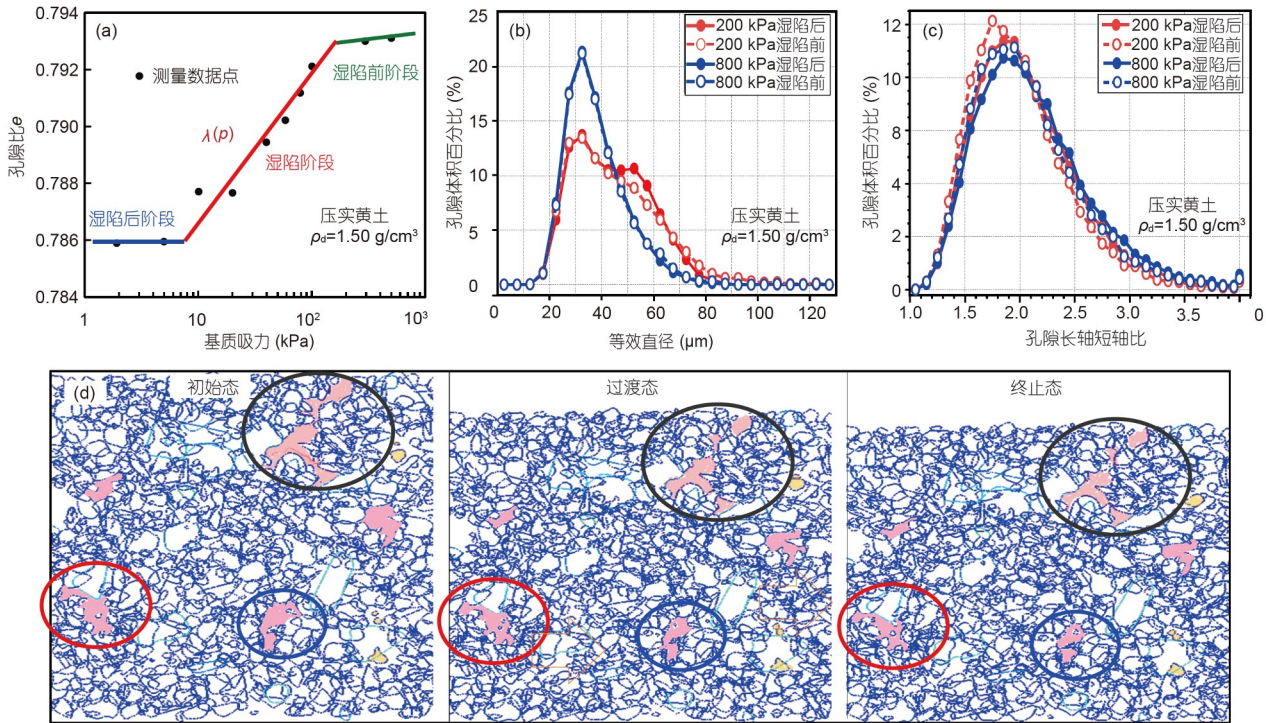 (a)
0.794
0.792
0.790
0.788
0.786
0.784
孔隙比e
测量数据点
湿陷前阶段
λ(p)
湿陷阶段
湿陷后阶段
压实黄土
ρd=1.50 g/cm³
1 10 10² 10³
基质吸力 (kPa)
(b)
25
20
15
10
5
0
孔隙体积百分比 (%)
200 kPa湿陷后
200 kPa湿陷前
800 kPa湿陷后
800 kPa湿陷前
压实黄土
ρd=1.50 g/cm³
0 20 40 60 80 100 120
等效直径 (μm)
(c)
12
10
8
6
4
12
0
孔隙体积百分比 (%)
200 kPa湿陷后
200 kPa湿陷前
800 kPa湿陷后
800 kPa湿陷前
压实黄土
ρd=1.50 g/cm³
1.0 1.5 2.0 2.5 3.0 3.5 0
孔隙长轴短轴比
(d)
初始态
过渡态
终止态